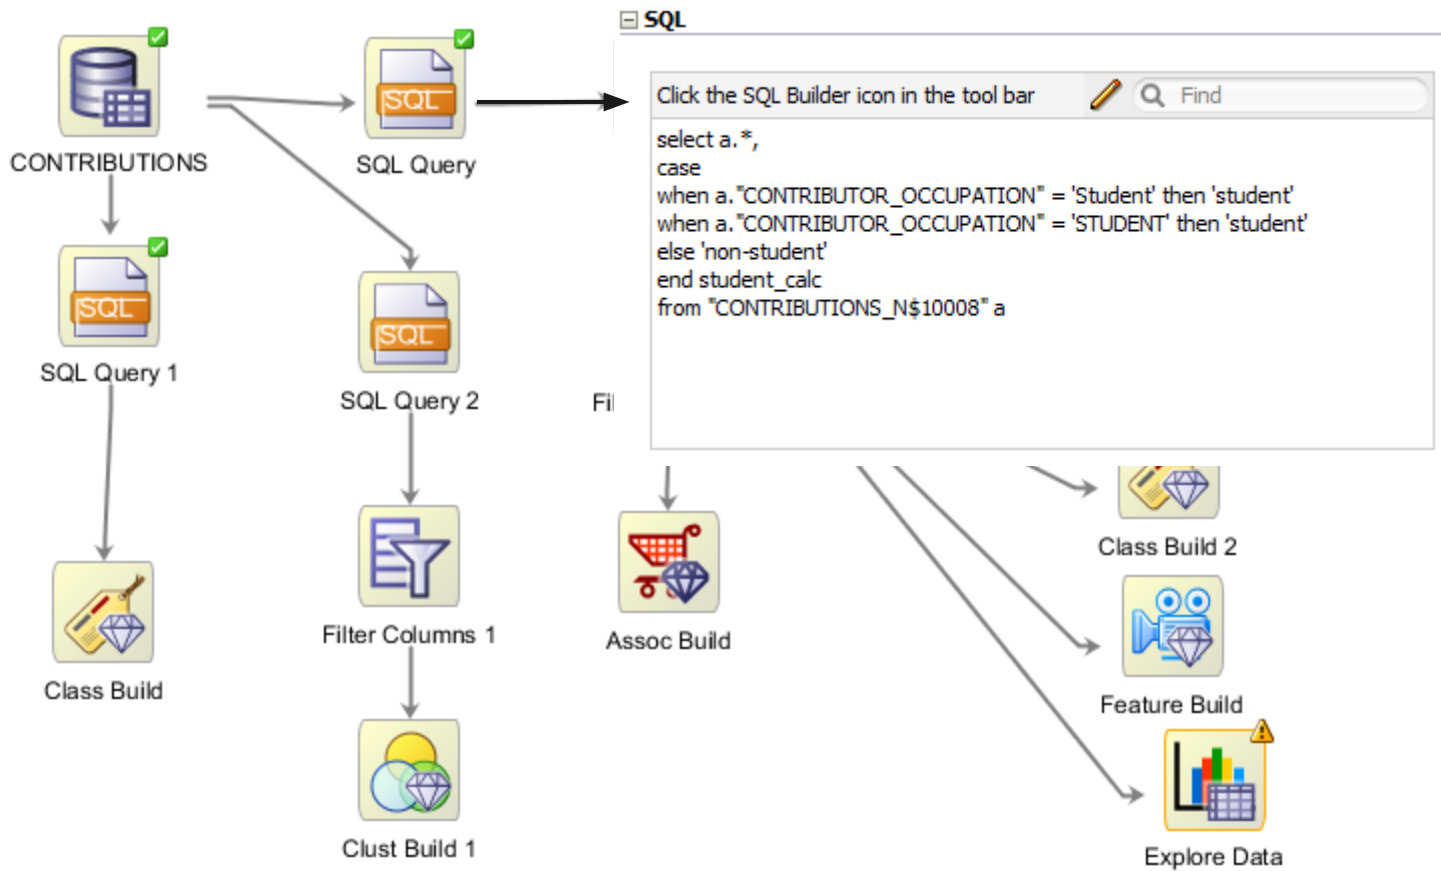 SQL
Click the SQL Builder icon in the tool bar
Find
select a.*,
case
when a."CONTRIBUTOR_OCCUPATION" = 'Student' then 'student'
when a."CONTRIBUTOR_OCCUPATION" = 'STUDENT' then 'student'
else 'non-student'
end student_calc
from "CONTRIBUTIONS_N$10008" a
SQL
CONTRIBUTIONS
SQL Query
SQL
SQL
SQL Query 1
SQL Query 2
Class Build 2
Filter Columns 1
Assoc Build
Class Build
Feature Build
Clust Build 1
Explore Data